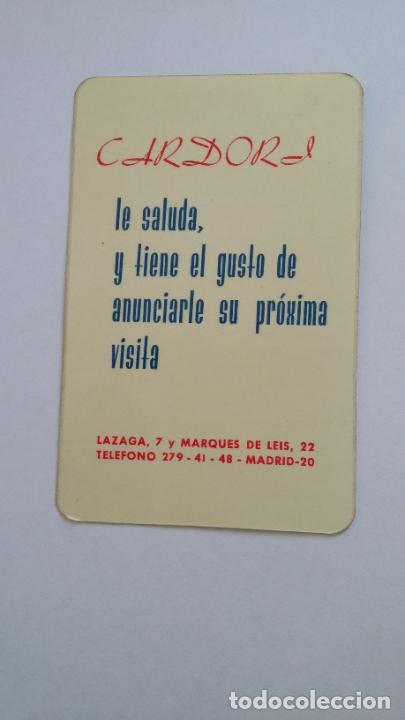 CARDORI
le saluda,
y tiene el gusto de
anunciarle su próxima
visita
LAZAGA, 7 y MARQUES DE LEIS, 22
TELEFONO 279 - 41 - 48 - MADRID-20
todocoleccion.net